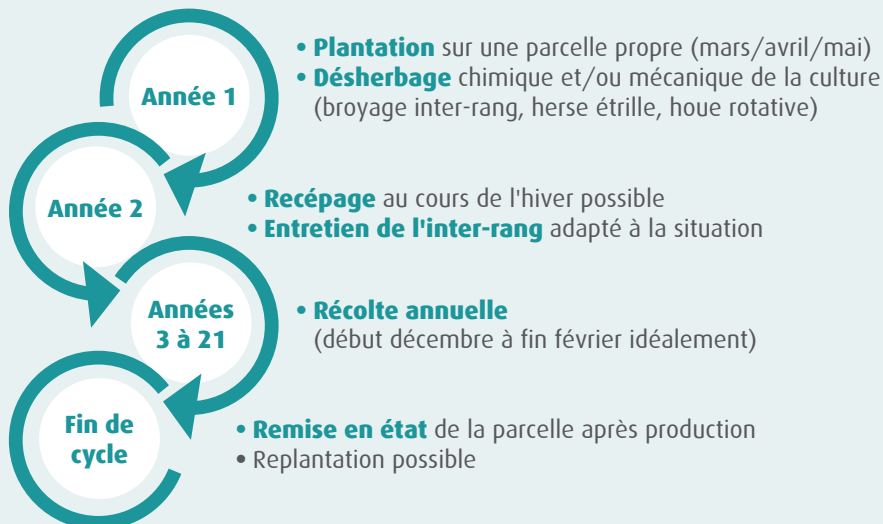 Année 1
• Plantation sur une parcelle propre (mars/avril/mai)
• Désherbage chimique et/ou mécanique de la culture
(broyage inter-rang, herse étrille, houe rotative)
Année 2
• Recépage au cours de l'hiver possible
• Entretien de l'inter-rang adapté à la situation
Années
3 à 21
• Récolte annuelle
(début décembre à fin février idéalement)
Fin de
cycle
• Remise en état de la parcelle après production
• Replantation possible